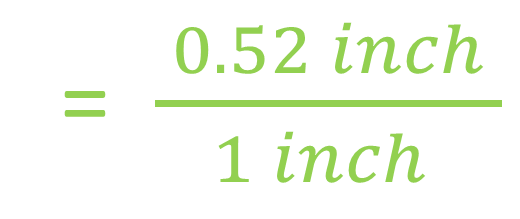 = 0.52 inch
1 inch